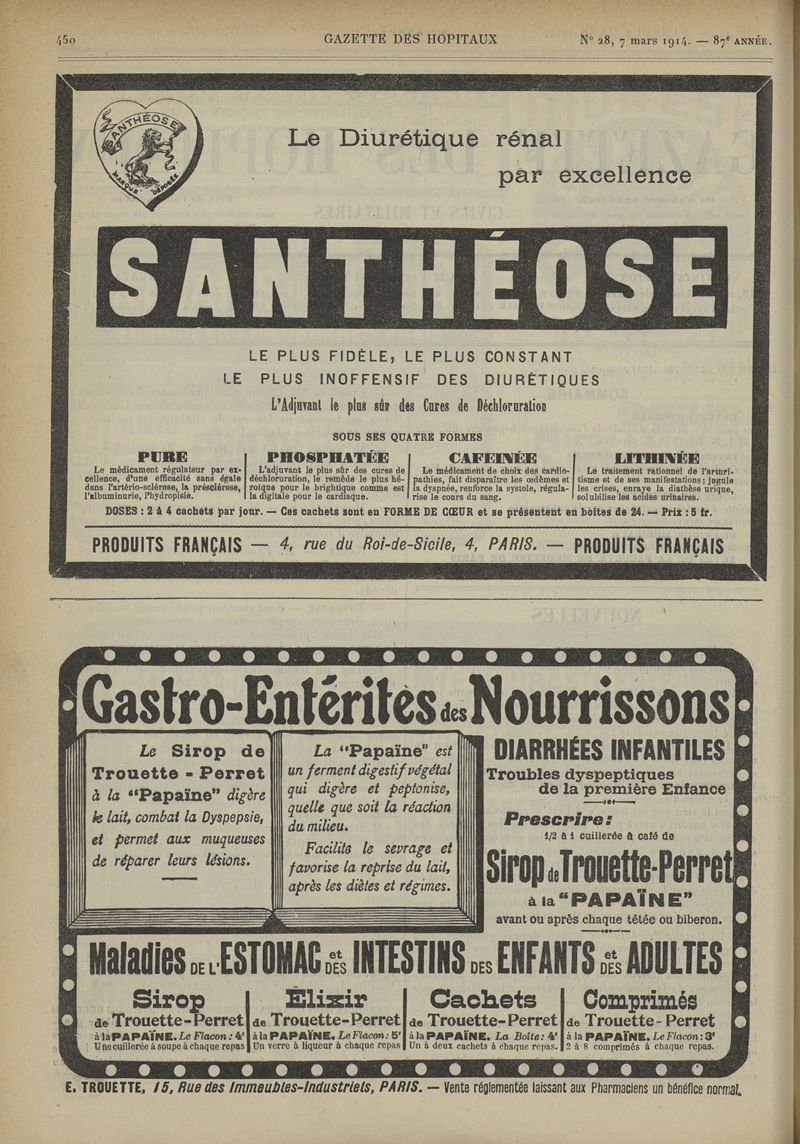 450
GAZETTE DES HOPITAUX
N° 28, 7 mars 1914. — 87e ANNÉE.
SANTHÉOSE
MARQUE DÉPOSÉE
Le Diurétique rénal
par excellence
SANTHÉOSE
LE PLUS FIDÈLE, LE PLUS CONSTANT
LE PLUS INOFFENSIF DES DIURÉTIQUES
L'Adjuvant le plus sûr des Cures de Déchloruration
SOUS SES QUATRE FORMES
PURE
Le médicament régulateur par ex-
cellence, d'une efficacité sans égale
dans l'artério-sclérose, la présclérose,
l'albuminurie, l'hydropisie.
PHOSPHATÉE
L'adjuvant le plus sûr des cures de
déchloruration, le remède le plus hé-
roïque pour le brightique comme est
la digitale pour le cardiaque.
CAFÉINÉE
Le médicament de choix des cardio-
pathies, fait disparaître les œdèmes et
la dyspnée, renforce la systole, régula-
rise le cours du sang.
LITHINÉE
Le traitement rationnel de l'arthri-
tisme et de ses manifestations; jugule
les crises, enraye la diathèse urique,
solubilise les acides urinaires.
DOSES : 2 à 4 cachets par jour. — Ces cachets sont en FORME DE CŒUR et se présentent en boîtes de 24. — Prix : 5 fr.
PRODUITS FRANÇAIS — 4, rue du Roi-de-Sicile, 4, PARIS. — PRODUITS FRANÇAIS
Gastro-Entérites des Nourrissons
Le Sirop de
Trouette-Perret
à la "Papaïne" digère
le lait, combat la Dyspepsie,
et permet aux muqueuses
de réparer leurs lésions.
La "Papaïne" est
un ferment digestif végétal
qui digère et peptonise,
quelle que soit la réaction
du milieu.
Facilite le sevrage et
favorise la reprise du lait,
après les diètes et régimes.
DIARRHÉES INFANTILES
Troubles dyspeptiques
de la première Enfance
Prescrire:
1/2 à 1 cuillerée à café de
Sirop de Trouette-Perret
à la "PAPAÏNE"
avant ou après chaque tétée ou biberon.
Maladies DE L'ESTOMAC et DES INTESTINS DES ENFANTS et DES ADULTES
Sirop
de Trouette-Perret
à la PAPAÏNE. Le Flacon: 4f
Une cuillerée à soupe à chaque repas
Élixir
de Trouette-Perret
à la PAPAÏNE. Le Flacon: 5f
Un verre à liqueur à chaque repas
Cachets
de Trouette-Perret
à la PAPAÏNE. La Boîte: 4f
Un à deux cachets à chaque repas.
Comprimés
de Trouette-Perret
à la PAPAÏNE. Le Flacon: 3f
2 à 8 comprimés à chaque repas.
E. TROUETTE, 15, Rue des Immeubles-Industriels, PARIS. — Vente réglementée laissant aux Pharmaciens un bénéfice normal.